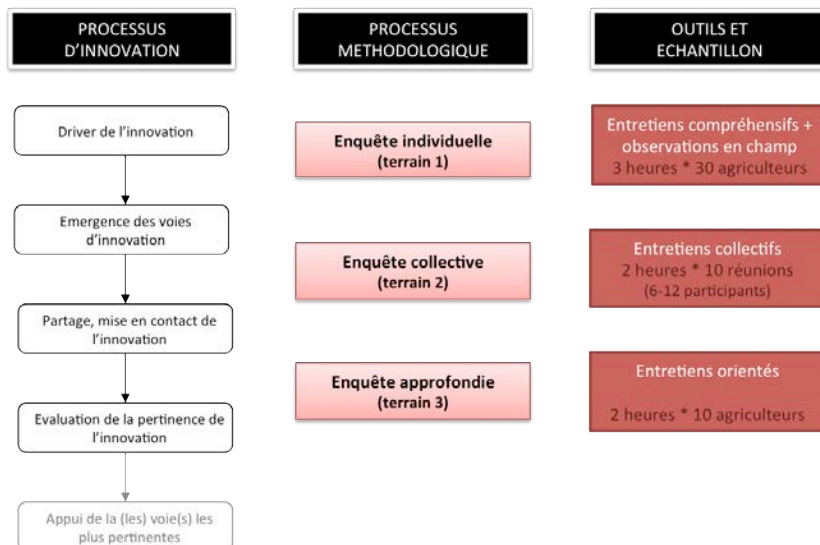 PROCESSUS
D'INNOVATION
PROCESSUS
METHODOLOGIQUE
OUTILS ET
ECHANTILLON
Driver de l'innovation
Emergence des voies
d'innovation
Partage, mise en contact de
l'innovation
Evaluation de la pertinence de
l'innovation
Appui de la (les) voie(s) les
plus pertinentes
Enquête individuelle
(terrain 1)
Enquête collective
(terrain 2)
Enquête approfondie
(terrain 3)
Entretiens compréhensifs +
observations en champ
3 heures * 30 agriculteurs
Entretiens collectifs
2 heures * 10 réunions
(6-12 participants)
Entretiens orientés
2 heures * 10 agriculteurs